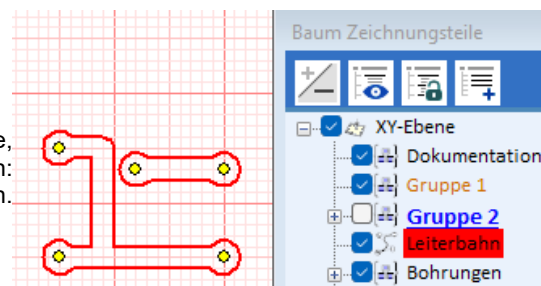 Baum Zeichnungsteile
e,
n:
n.
XY-Ebene
Dokumentation
Gruppe 1
Gruppe 2
Leiterbahn
Bohrungen